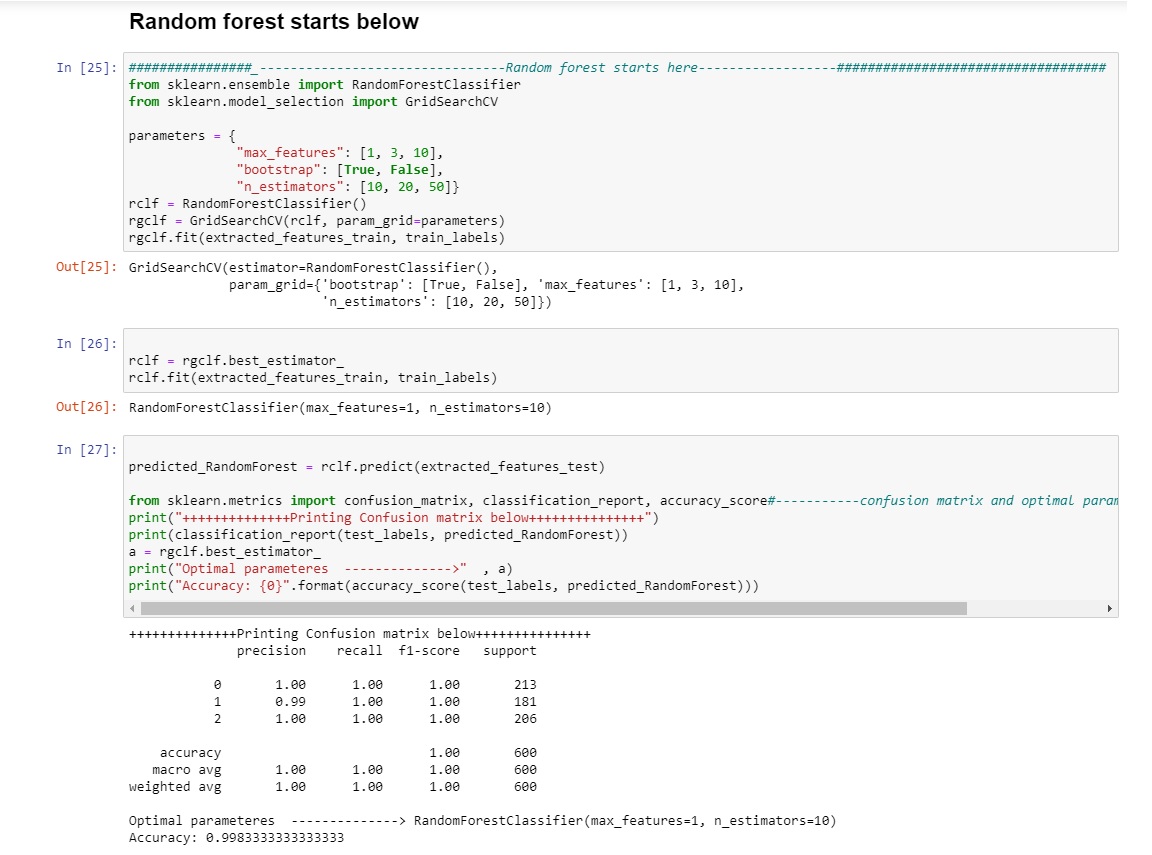 Random forest starts below
In [25]: ################_--------------------------------Random forest starts here------------------###################################
from sklearn.ensemble import RandomForestClassifier
from sklearn.model_selection import GridSearchCV
parameters = {
"max_features": [1, 3, 10],
"bootstrap": [True, False],
"n_estimators": [10, 20, 50]}
rclf = RandomForestClassifier()
rgclf = GridSearchCV(rclf, param_grid=parameters)
rgclf.fit(extracted_features_train, train_labels)
Out[25]: GridSearchCV(estimator=RandomForestClassifier(),
param_grid={'bootstrap': [True, False], 'max_features': [1, 3, 10],
'n_estimators': [10, 20, 50]})
In [26]:
rclf = rgclf.best_estimator_
rclf.fit(extracted_features_train, train_labels)
Out[26]: RandomForestClassifier(max_features=1, n_estimators=10)
In [27]:
predicted_RandomForest = rclf.predict(extracted_features_test)
from sklearn.metrics import confusion_matrix, classification_report, accuracy_score#-----------confusion matrix and optimal param
print("++++++++++++++Printing Confusion matrix below+++++++++++++++")
print(classification_report(test_labels, predicted_RandomForest))
a = rgclf.best_estimator_
print("Optimal parameteres  -------------->"  , a)
print("Accuracy: {0}".format(accuracy_score(test_labels, predicted_RandomForest)))
++++++++++++++Printing Confusion matrix below+++++++++++++++
precision recall f1-score support
0 1.00 1.00 1.00 213
1 0.99 1.00 1.00 181
2 1.00 1.00 1.00 206
accuracy 1.00 600
macro avg 1.00 1.00 1.00 600
weighted avg 1.00 1.00 1.00 600
Optimal parameteres  --------------> RandomForestClassifier(max_features=1, n_estimators=10)
Accuracy: 0.9983333333333333